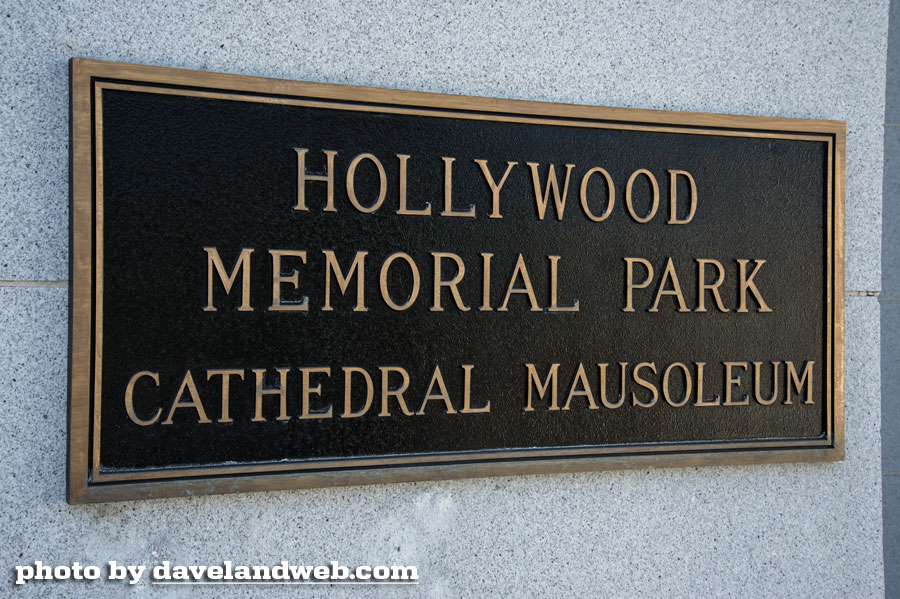 HOLLYWOOD
MEMORIAL PARK
CATHEDRAL MAUSOLEUM
photo by davelandweb.com